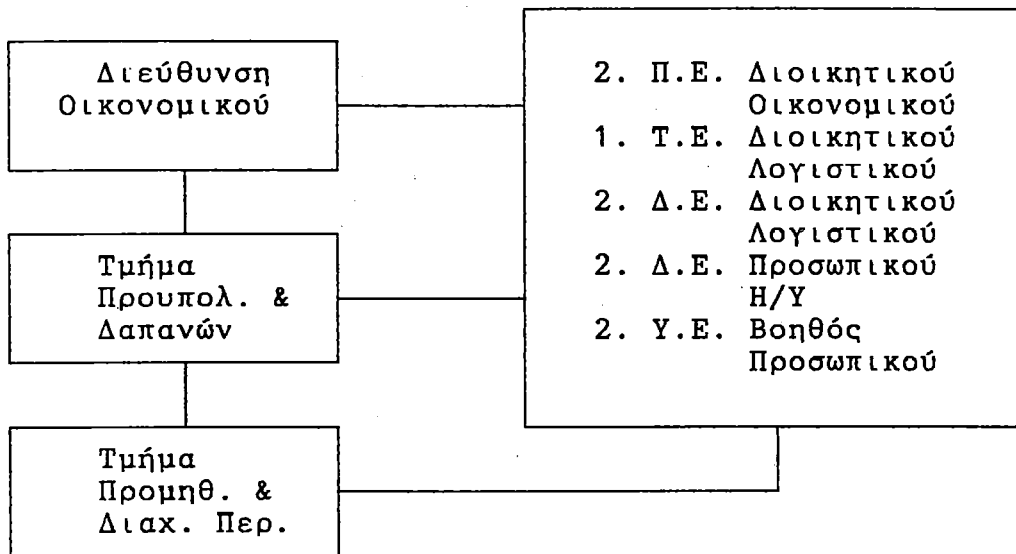 Διεύθυνση
Οικονομικού
Τμήμα
Προυπολ. &
Δαπανών
Τμήμα
Προμηθ. &
Διαχ. Περ.
2. Π.Ε. Διοικητικού
Οικονομικού
1. Τ.Ε. Διοικητικού
Λογιστικού
2. Δ.Ε. Διοικητικού
Λογιστικού
2. Δ.Ε. Προσωπικού
Η/Υ
2. Υ.Ε. Βοηθός
Προσωπικού